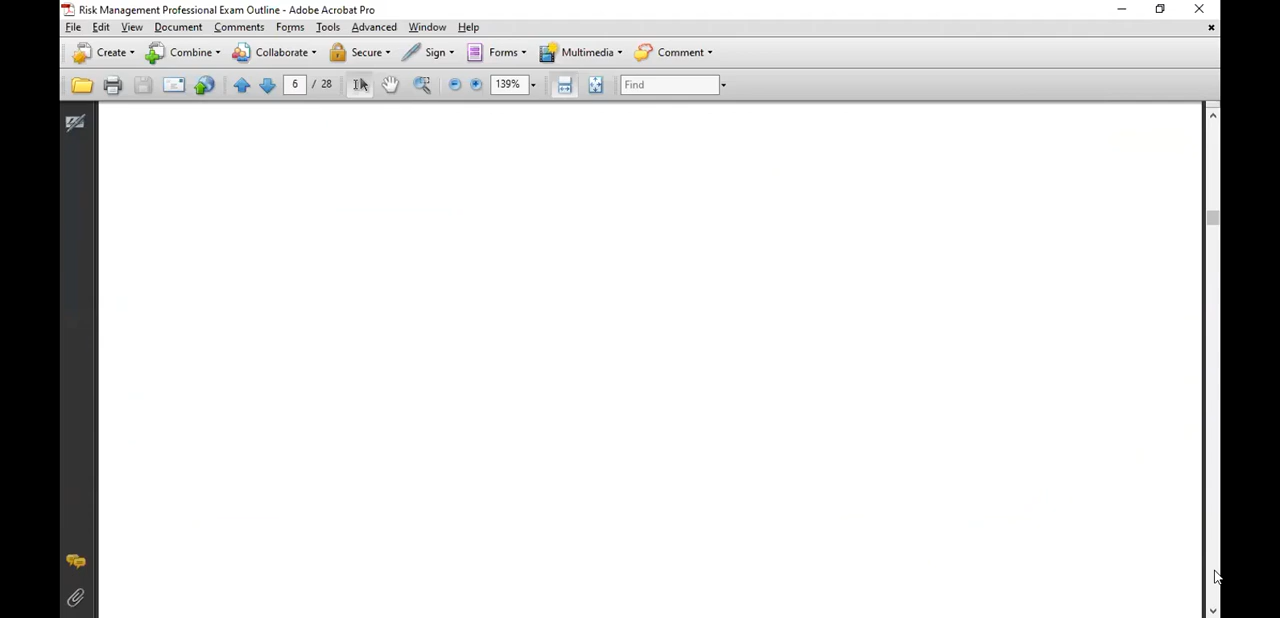 Risk Management Professional Exam Outline - Adobe Acrobat Pro
File Edit View Document Comments Forms Tools Advanced Window Help
Create Combine Collaborate Secure Sign Forms Multimedia Comment
6 / 28 139% Find